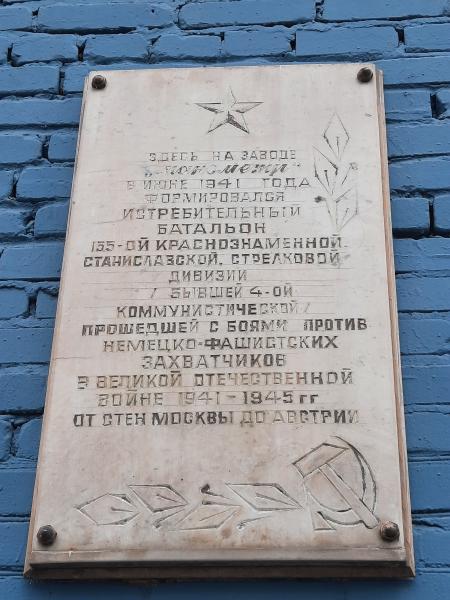 ЗДЕСЬ НА ЗАВОДЕ
"Манометр"
В ИЮНЕ 1941 ГОДА
ФОРМИРОВАЛСЯ
ИСТРЕБИТЕЛЬНЫЙ
БАТАЛЬОН
155-ОЙ КРАСНОЗНАМЕННОЙ,
СТАНИСЛАВСКОЙ, СТРЕЛКОВОЙ
ДИВИЗИИ
/ БЫВШЕЙ 4-ОЙ
КОММУНИСТИЧЕСКОЙ /
ПРОШЕДШЕЙ С БОЯМИ ПРОТИВ
НЕМЕЦКО-ФАШИСТСКИХ
ЗАХВАТЧИКОВ
В ВЕЛИКОЙ ОТЕЧЕСТВЕННОЙ
ВОЙНЕ 1941-1945 ГГ
ОТ СТЕН МОСКВЫ ДО АВСТРИИ